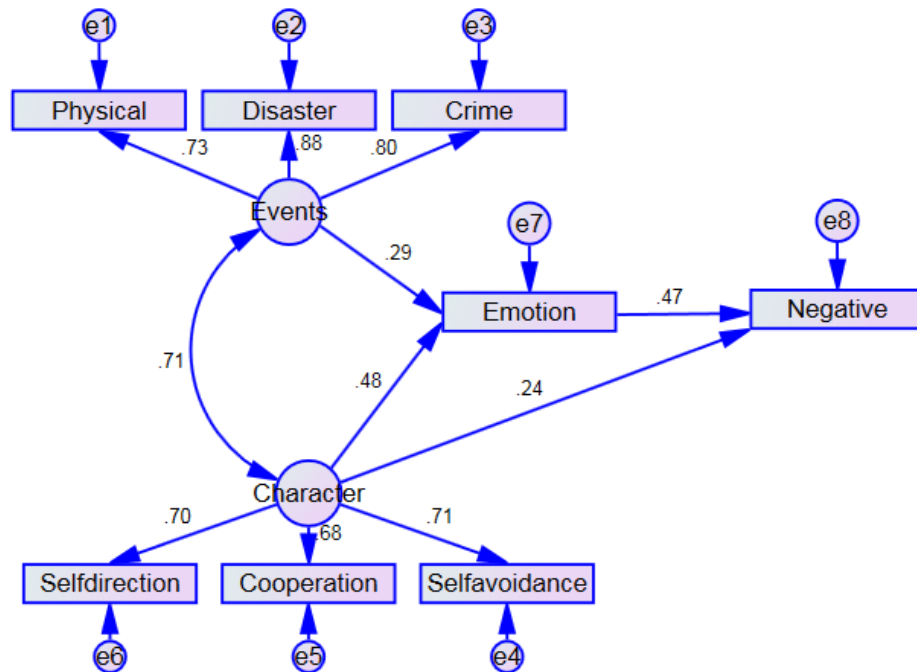 e1 e2 e3
Physical Disaster Crime
.73 .88 .80
Events
e7 e8
.29
Emotion .47 Negative
.71 .48 .24
Character
.70 .68 .71
Selfdirection Cooperation Selfavoidance
e6 e5 e4